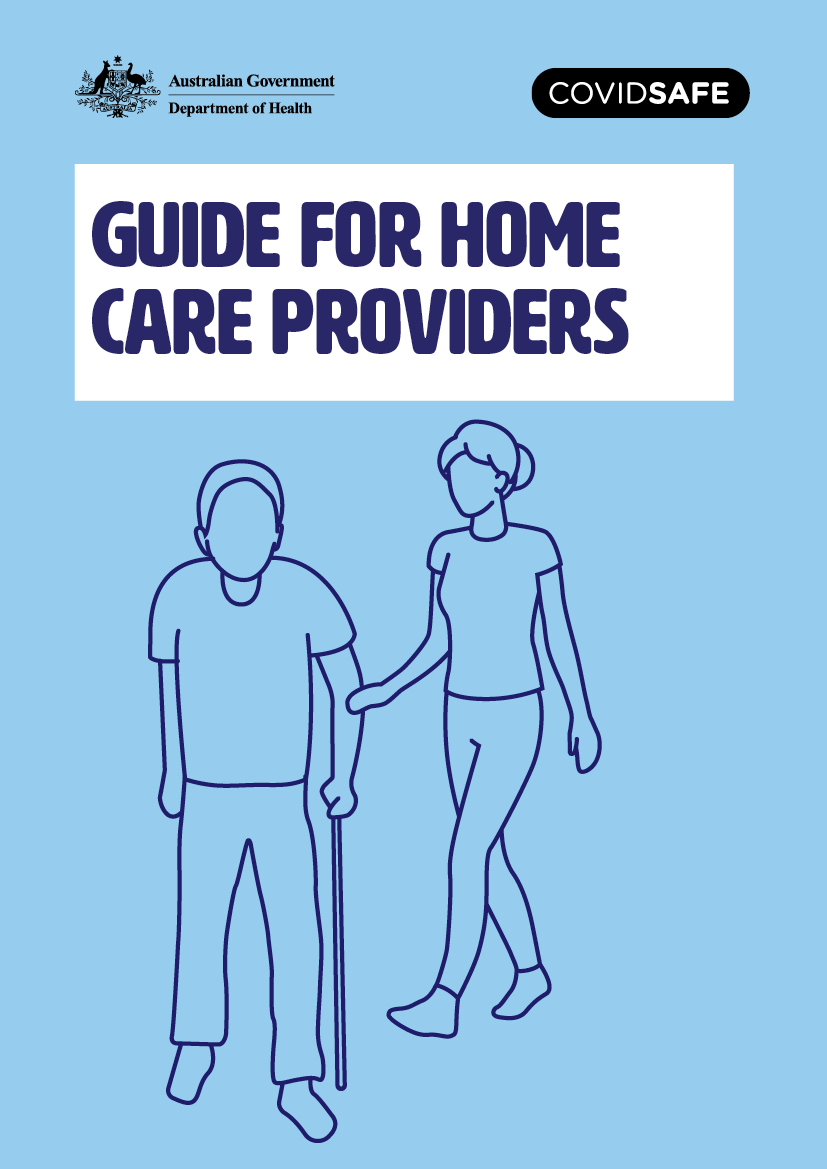 Australian Government
Department of Health
COVIDSAFE
GUIDE FOR HOME
CARE PROVIDERS